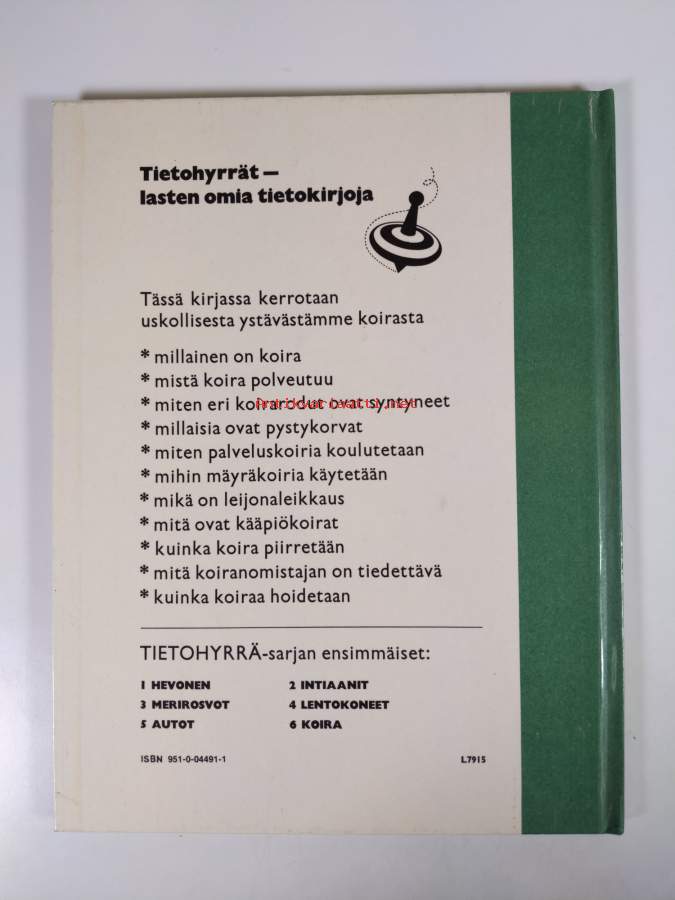 Tietohyrrät —
lasten omia tietokirjoja
Tässä kirjassa kerrotaan
uskollisesta ystävästämme koirasta
* millainen on koira
* mistä koira polveutuu
* miten eri koirarodut ovat syntyneet
Antikvariaatti.net
* millaisia ovat pystykorvat
* miten palveluskoiria koulutetaan
* mihin mäyräkoiria käytetään
* mikä on leijonaleikkaus
* mitä ovat kääpiökoirat
* kuinka koira piirretään
* mitä koiranomistajan on tiedettävä
* kuinka koiraa hoidetaan
TIETOHYRRÄ-sarjan ensimmäiset:
1 HEVONEN 2 INTIAANIT
3 MERIROSVOT 4 LENTOKONEET
5 AUTOT 6 KOIRA
ISBN 951-0-04491-1 L7915